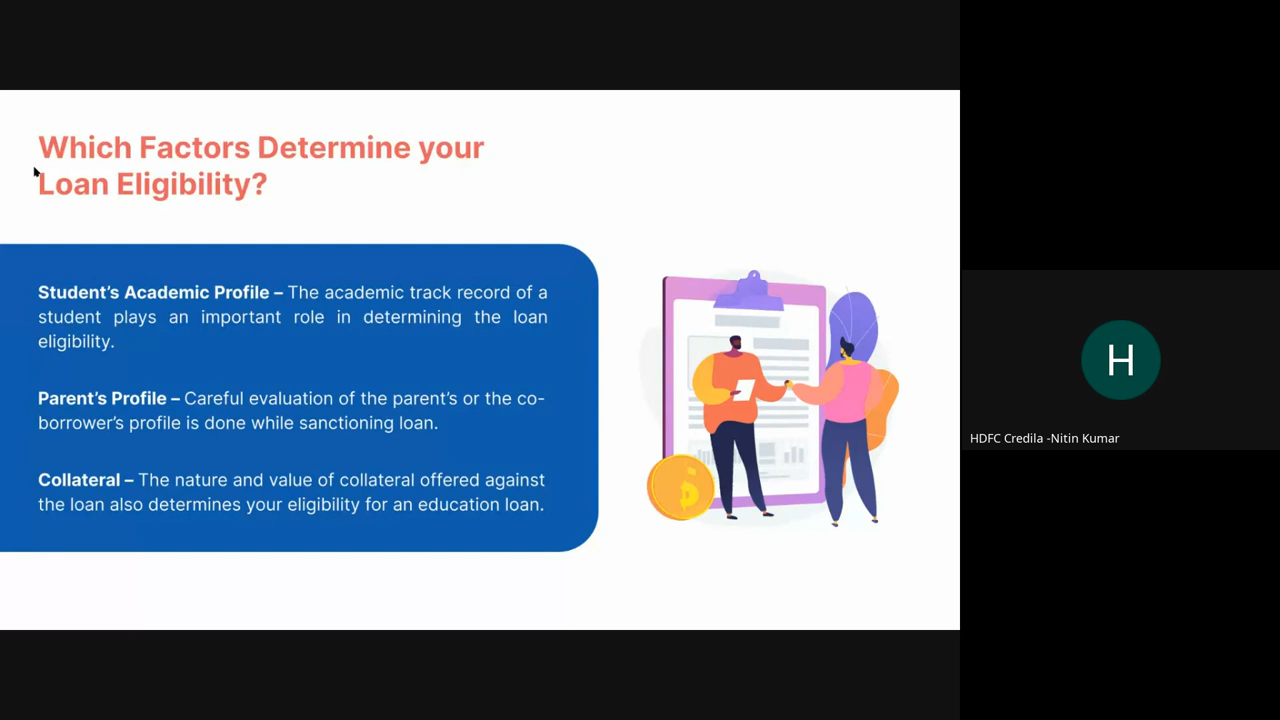 Which Factors Determine your
Loan Eligibility?
Student’s Academic Profile – The academic track record of a
student plays an important role in determining the loan
eligibility.
Parent’s Profile – Careful evaluation of the parent’s or the co-
borrower’s profile is done while sanctioning loan.
Collateral – The nature and value of collateral offered against
the loan also determines your eligibility for an education loan.
$
H
HDFC Credila -Nitin Kumar